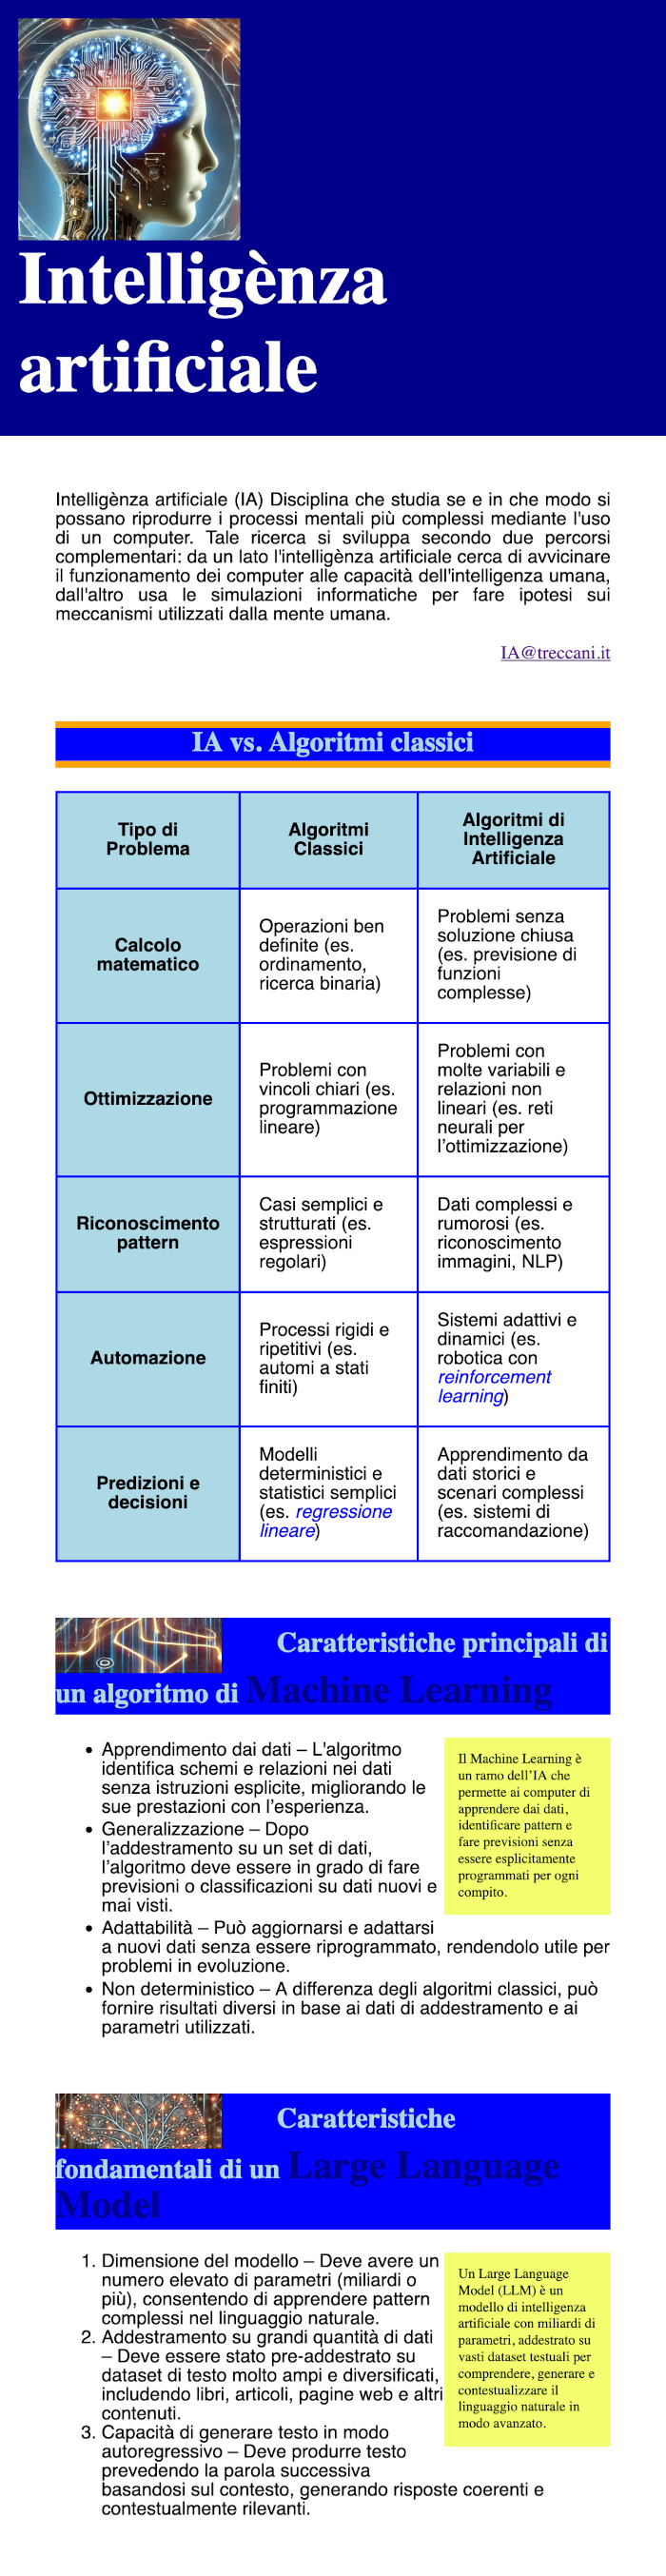 Intelligènza
artificiale
Intelligènza artificiale (IA) Disciplina che studia se e in che modo si
possano riprodurre i processi mentali più complessi mediante l'uso
di un computer. Tale ricerca si sviluppa secondo due percorsi
complementari: da un lato l'intelligènza artificiale cerca di avvicinare
il funzionamento dei computer alle capacità dell'intelligenza umana,
dall'altro usa le simulazioni informatiche per fare ipotesi sui
meccanismi utilizzati dalla mente umana.
IA@treccani.it
IA vs. Algoritmi classici
Tipo di
Problema
Algoritmi
Classici
Algoritmi di
Intelligenza
Artificiale
Calcolo
matematico
Operazioni ben
definite (es.
ordinamento,
ricerca binaria)
Problemi senza
soluzione chiusa
(es. previsione di
funzioni
complesse)
Ottimizzazione
Problemi con
vincoli chiari (es.
programmazione
lineare)
Problemi con
molte variabili e
relazioni non
lineari (es. reti
neurali per
l’ottimizzazione)
Riconoscimento
pattern
Casi semplici e
strutturati (es.
espressioni
regolari)
Dati complessi e
rumorosi (es.
riconoscimento
immagini, NLP)
Automazione
Processi rigidi e
ripetitivi (es.
automi a stati
finiti)
Sistemi adattivi e
dinamici (es.
robotica con
reinforcement
learning)
Predizioni e
decisioni
Modelli
deterministici e
statistici semplici
(es. regressione
lineare)
Apprendimento da
dati storici e
scenari complessi
(es. sistemi di
raccomandazione)
Caratteristiche principali di
un algoritmo di Machine Learning
• Apprendimento dai dati – L'algoritmo
identifica schemi e relazioni nei dati
senza istruzioni esplicite, migliorando le
sue prestazioni con l’esperienza.
• Generalizzazione – Dopo
l’addestramento su un set di dati,
l’algoritmo deve essere in grado di fare
previsioni o classificazioni su dati nuovi e
mai visti.
• Adattabilità – Può aggiornarsi e adattarsi
a nuovi dati senza essere riprogrammato, rendendolo utile per
problemi in evoluzione.
• Non deterministico – A differenza degli algoritmi classici, può
fornire risultati diversi in base ai dati di addestramento e ai
parametri utilizzati.
Il Machine Learning è
un ramo dell’IA che
permette ai computer di
apprendere dai dati,
identificare pattern e
fare previsioni senza
essere esplicitamente
programmati per ogni
compito.
Caratteristiche
fondamentali di un Large Language
Model
1. Dimensione del modello – Deve avere un
numero elevato di parametri (miliardi o
più), consentendo di apprendere pattern
complessi nel linguaggio naturale.
2. Addestramento su grandi quantità di dati
– Deve essere stato pre-addestrato su
dataset di testo molto ampi e diversificati,
includendo libri, articoli, pagine web e altri
contenuti.
3. Capacità di generare testo in modo
autoregressivo – Deve produrre testo
prevedendo la parola successiva
basandosi sul contesto, generando risposte coerenti e
contestualmente rilevanti.
Un Large Language
Model (LLM) è un
modello di intelligenza
artificiale con miliardi di
parametri, addestrato su
vasti dataset testuali per
comprendere, generare e
contestualizzare il
linguaggio naturale in
modo avanzato.